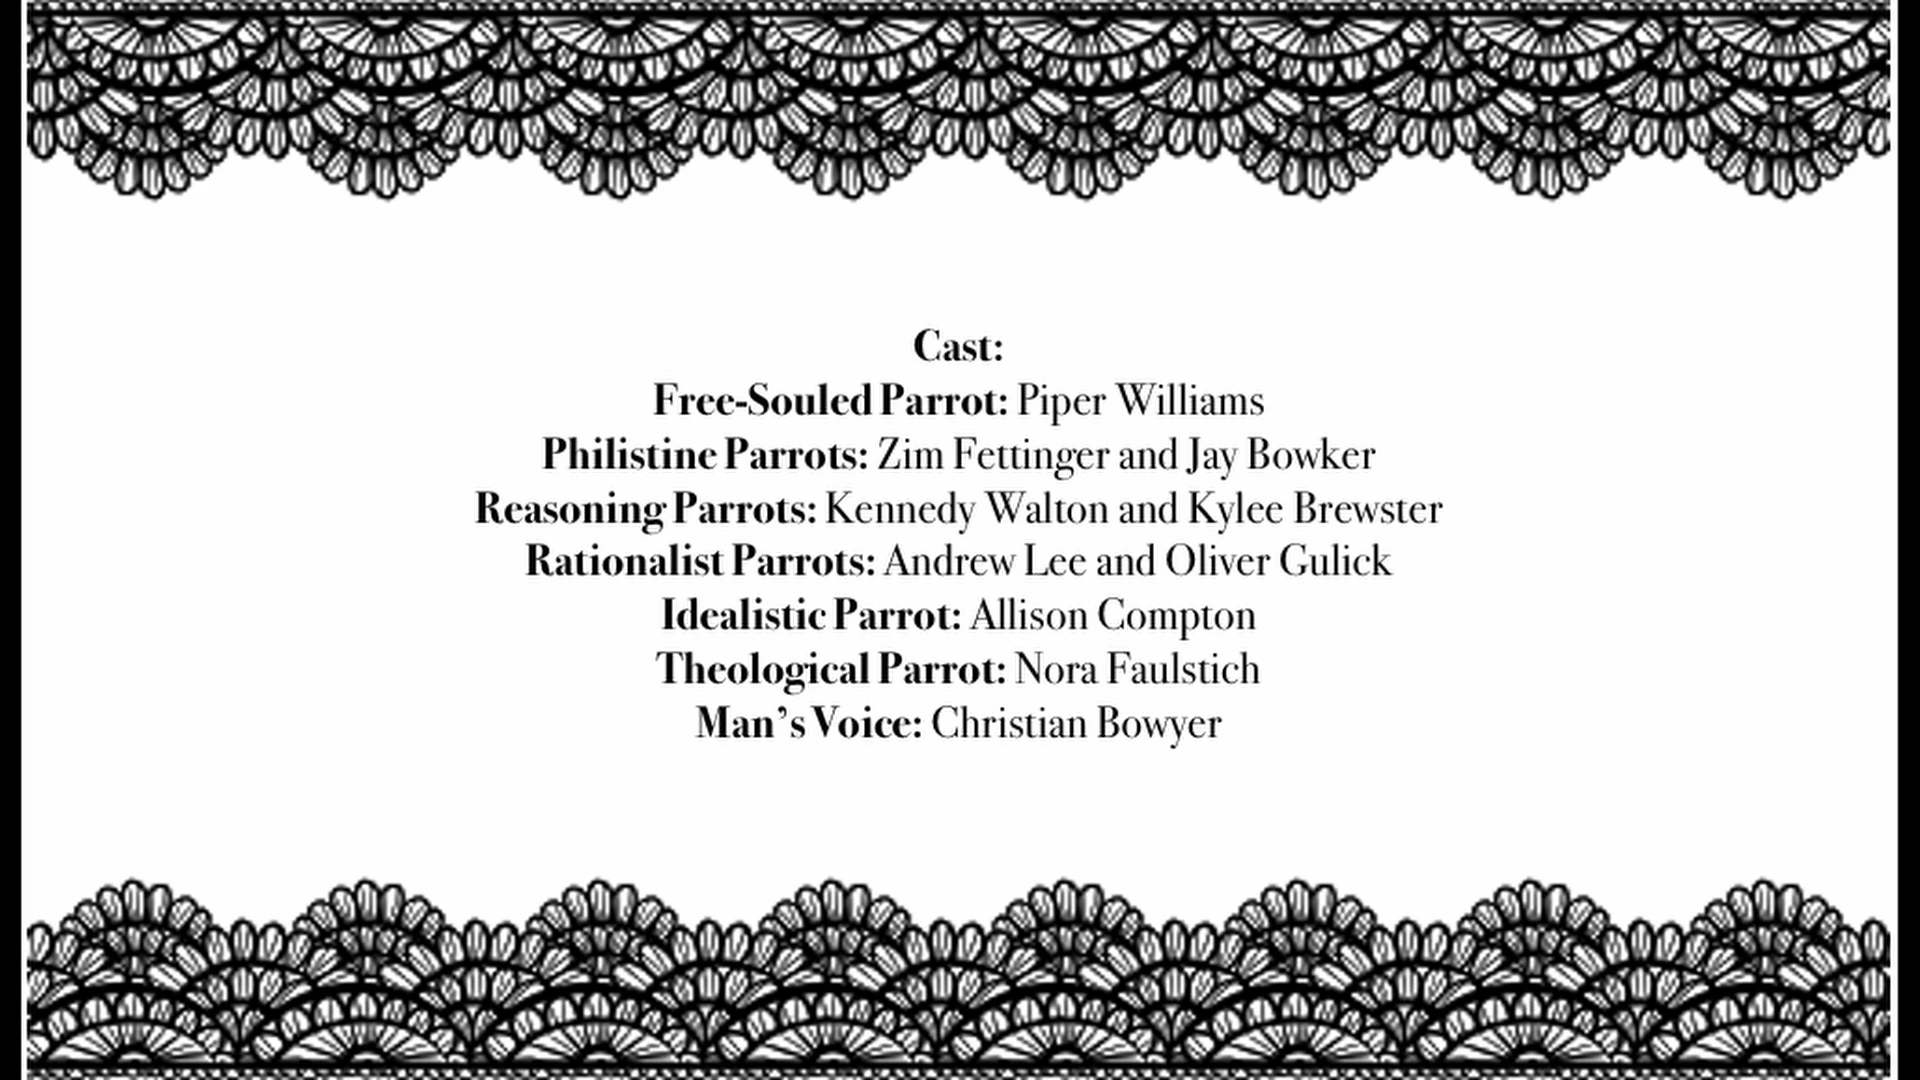 Cast:
Free-Souled Parrot: Piper Williams
Philistine Parrots: Zim Fettinger and Jay Bowker
Reasoning Parrots: Kennedy Walton and Kylee Brewster
Rationalist Parrots: Andrew Lee and Oliver Gulick
Idealistic Parrot: Allison Compton
Theological Parrot: Nora Faulstich
Man’s Voice: Christian Bowyer